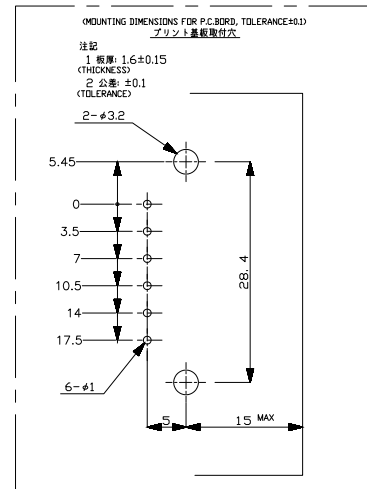 (MOUNTING DIMENSIONS FOR P.C.BORD, TOLERANCE±0.1)
プリント基板取付穴
注記
1 板厚: 1.6±0.15
(THICKNESS)
2 公差: ±0.1
(TOLERANCE)
2-φ3.2
5.45
0
3.5
7
10.5
14
17.5
28.4
6-φ1
5
15 MAX